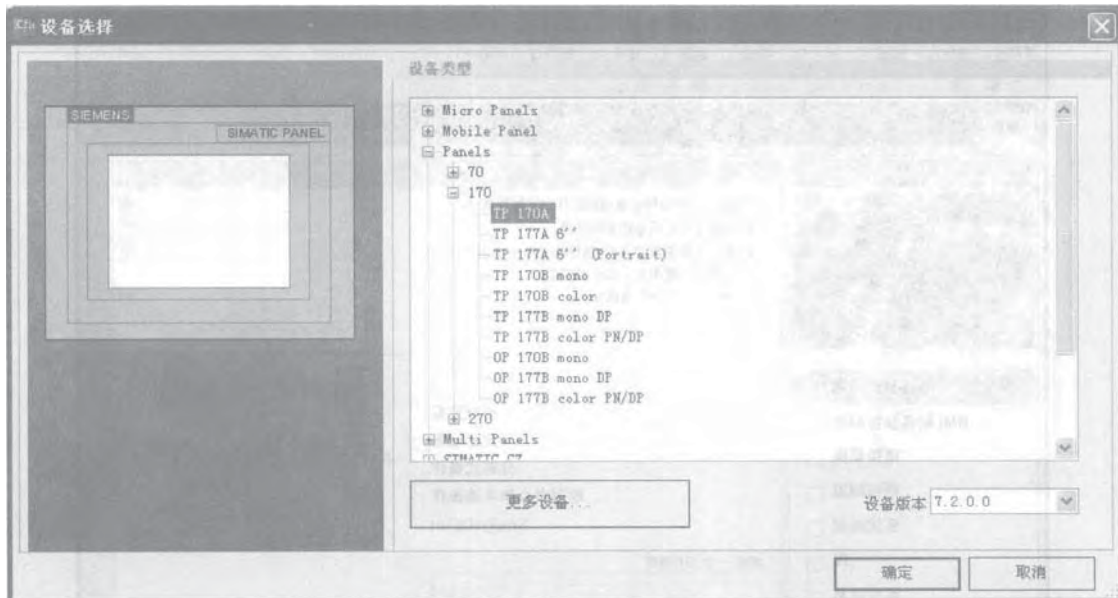 设备选择
设备类型
SIEMENS
SIMATIC PANEL
Micro Panels
Mobile Panel
Panels
70
170
TP 170A
TP 177A 6''
TP 177A 6'' (Portrait)
TP 170B mono
TP 170B color
TP 177B mono DP
TP 177B color PN/DP
OP 170B mono
OP 177B mono DP
OP 177B color PN/DP
270
Multi Panels
SIMATIC C7
更多设备...
设备版本 7.2.0.0
确定
取消